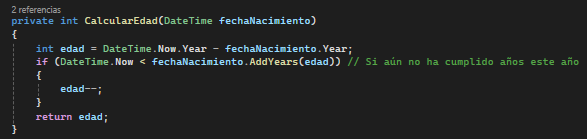 2 referencias
private int CalcularEdad(DateTime fechaNacimiento)
{
int edad = DateTime.Now.Year - fechaNacimiento.Year;
if (DateTime.Now < fechaNacimiento.AddYears(edad)) // Si aún no ha cumplido años este año
{
edad--;
}
return edad;
}